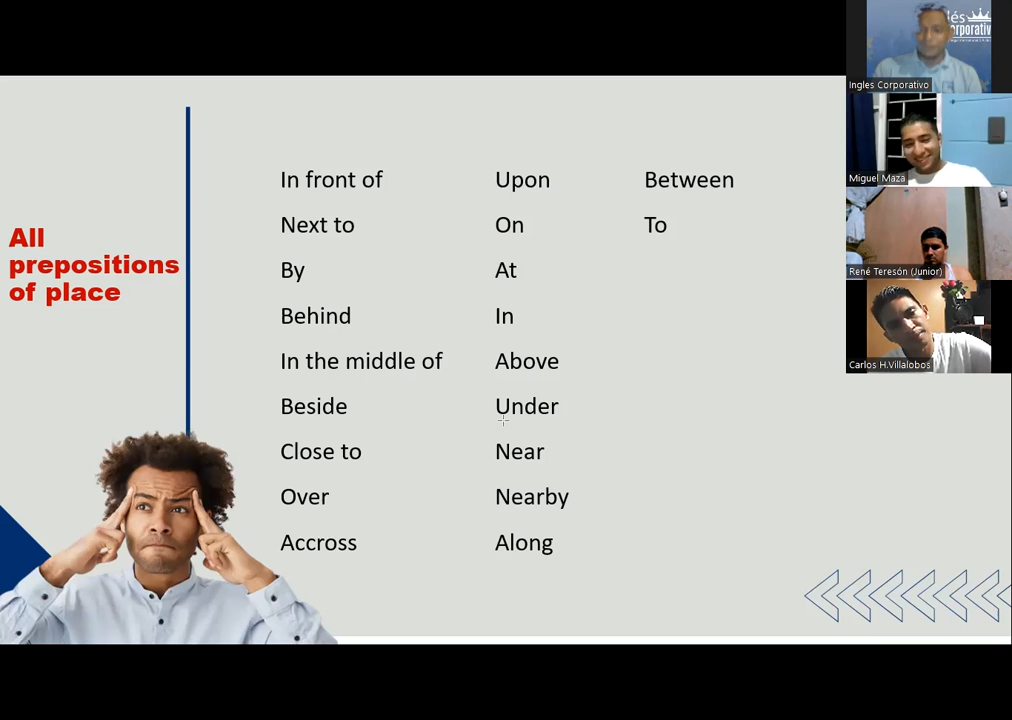 All
prepositions
of place
In front of
Next to
By
Behind
In the middle of
Beside
Close to
Over
Accross
Upon
On
At
In
Above
Under
Near
Nearby
Along
Between
To
Ingles Corporativo
Miguel Maza
René Teresón (Junior)
Carlos H.Villalobos